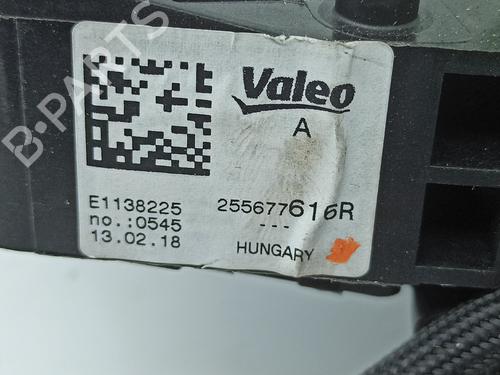 B-PARTS
Valeo
A
E1138225
no.:0545
13.02.18
255677616R
---
HUNGARY